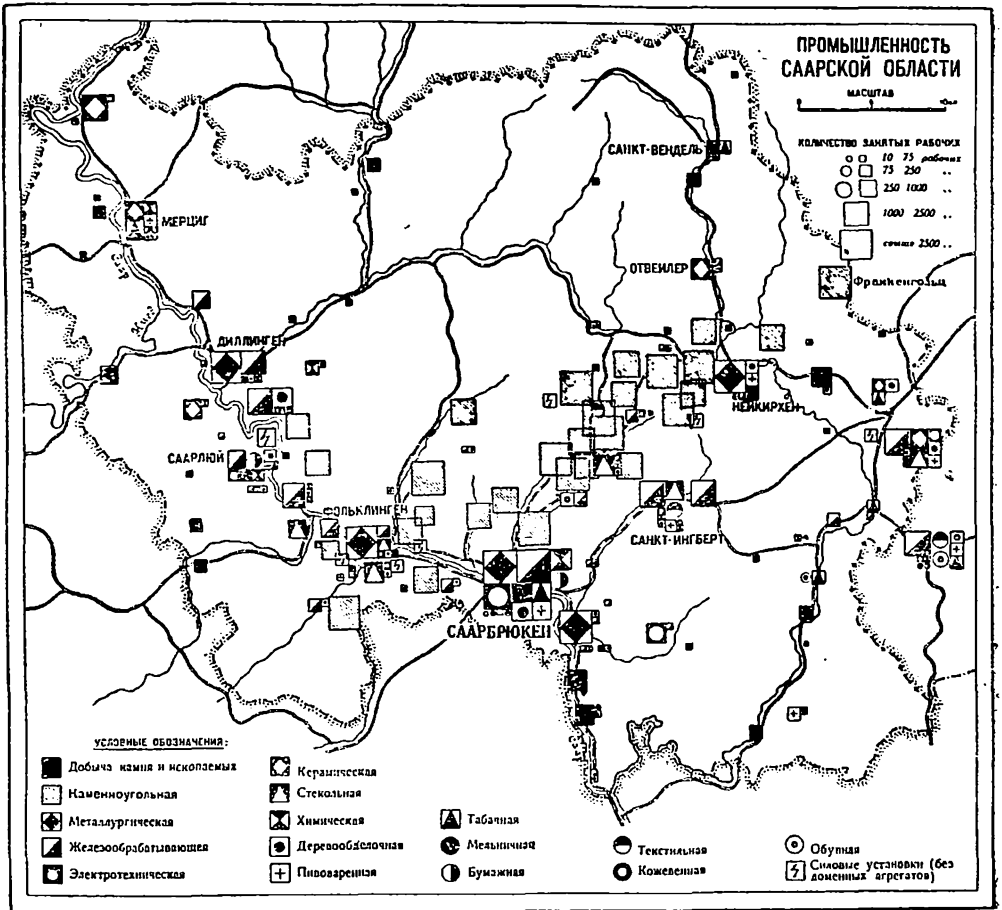 ПРОМЫШЛЕННОСТЬ
СААРСКОЙ ОБЛАСТИ
МАСШТАБ
КОЛИЧЕСТВО ЗАНЯТЫХ РАБОЧИХ
10 75 рабочих
75 250 "
250 1000 "
1000 2500 "
свыше 2500 "
САНКТ-ВЕНДЕЛЬ
МЕРЦИГ
ОТВЕЙЛЕР
Франкенгольц
ДИЛЛИНГЕН
НЕЙКИРХЕН
СААРЛЮЙ
ФОЛЬКЛИНГЕН
САНКТ-ИНГБЕРТ
СААРБРЮКЕН
УСЛОВНЫЕ ОБОЗНАЧЕНИЯ:
Добыча камня и ископаемых
Каменноугольная
Металлургическая
Железообрабатывающая
Электротехническая
Керамическая
Стекольная
Химическая
Деревообделочная
Пивоваренная
Табачная
Мельничная
Бумажная
Текстильная
Кожевенная
Обувная
Силовые установки (без
доменных агрегатов)